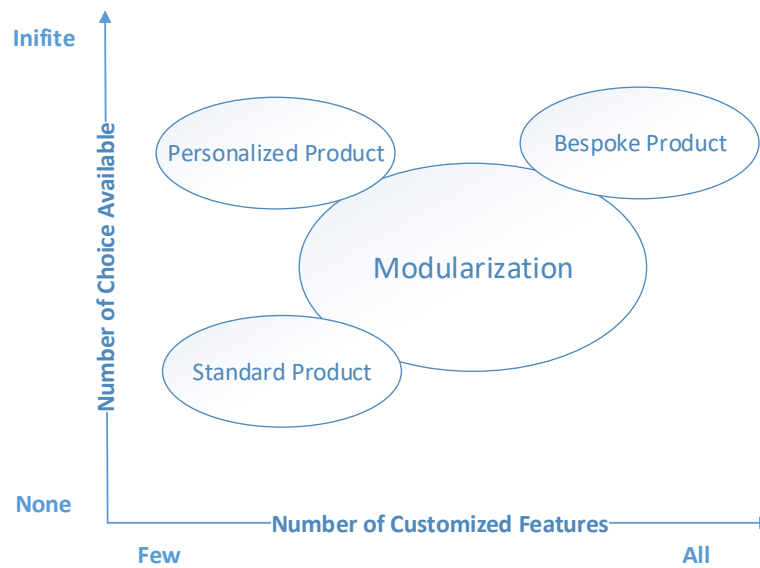 Inifite
Personalized Product
Bespoke Product
Number of Choice Available
Modularization
Standard Product
None
Number of Customized Features
Few
All